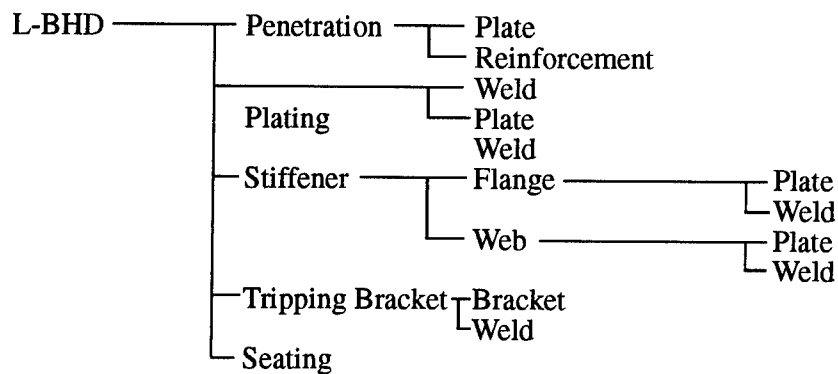 L-BHD Penetration Plate
Reinforcement
Weld
Plating Plate
Weld
Stiffener Flange Plate
Weld
Web Plate
Weld
Tripping Bracket Bracket
Weld
Seating